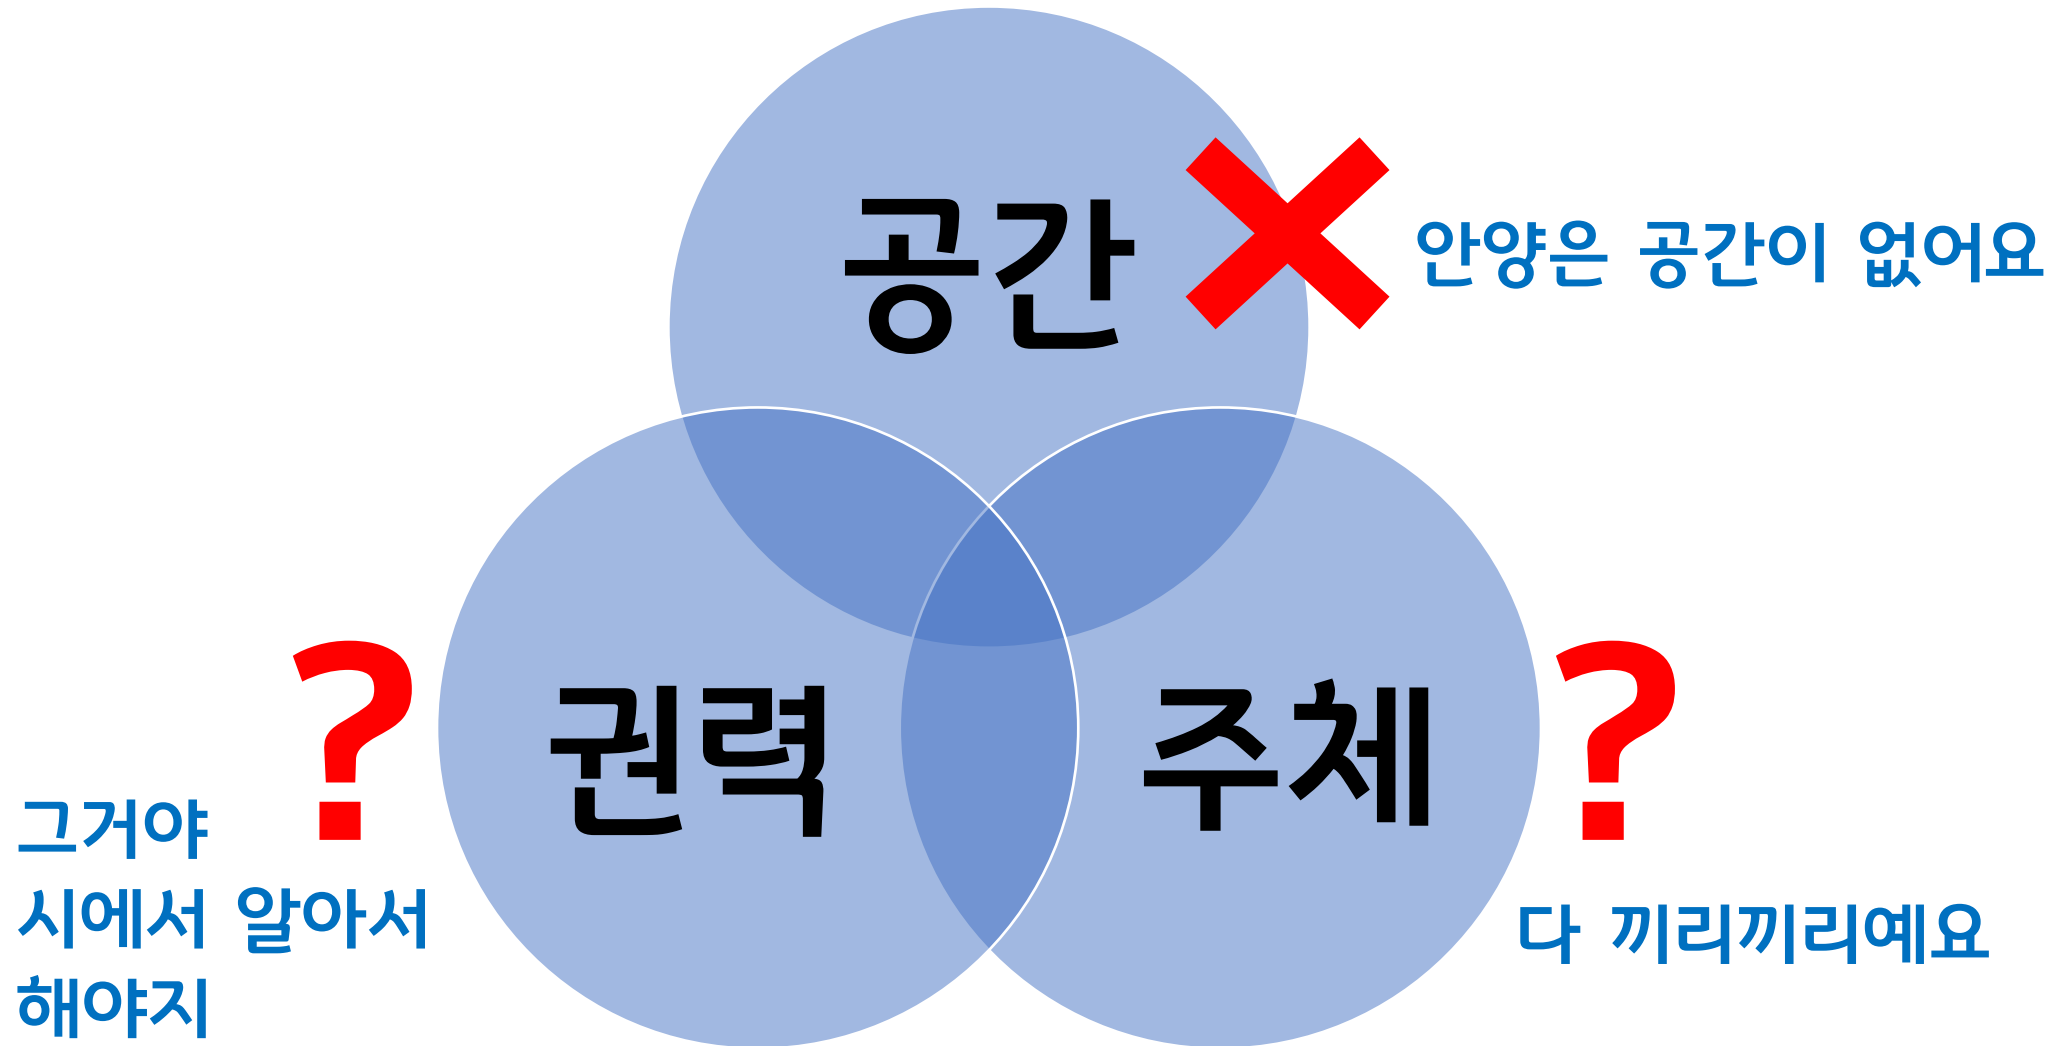 공간
안양은 공간이 없어요
?
권력
그거야
시에서 알아서
해야지
주체
?
다 끼리끼리예요